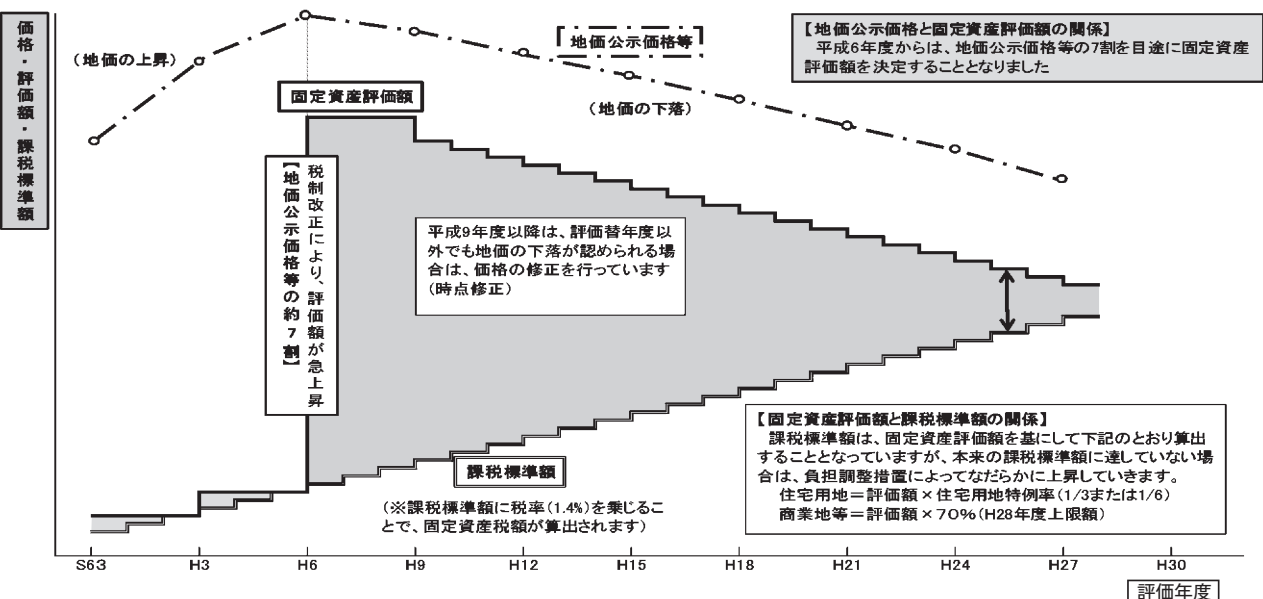 価格・評価額・課税標準額
(地価の上昇)
地価公示価格等
(地価の下落)
【地価公示価格と固定資産評価額の関係】
平成6年度からは、地価公示価格等の7割を目途に固定資産
評価額を決定することとなりました
固定資産評価額
税制改正により、評価額が急上昇
【地価公示価格等の約7割】
平成9年度以降は、評価替年度以
外でも地価の下落が認められる場
合は、価格の修正を行っています
(時点修正)
課税標準額
(※課税標準額に税率(1.4%)を乗じるこ
とで、固定資産税額が算出されます)
【固定資産評価額と課税標準額の関係】
課税標準額は、固定資産評価額を基にして下記のとおり算出
することとなっていますが、本来の課税標準額に達していない場
合は、負担調整措置によってなだらかに上昇していきます。
住宅用地=評価額×住宅用地特例率(1/3または1/6)
商業地等=評価額×70%(H28年度上限額)
S63 H3 H6 H9 H12 H15 H18 H21 H24 H27 H30
評価年度